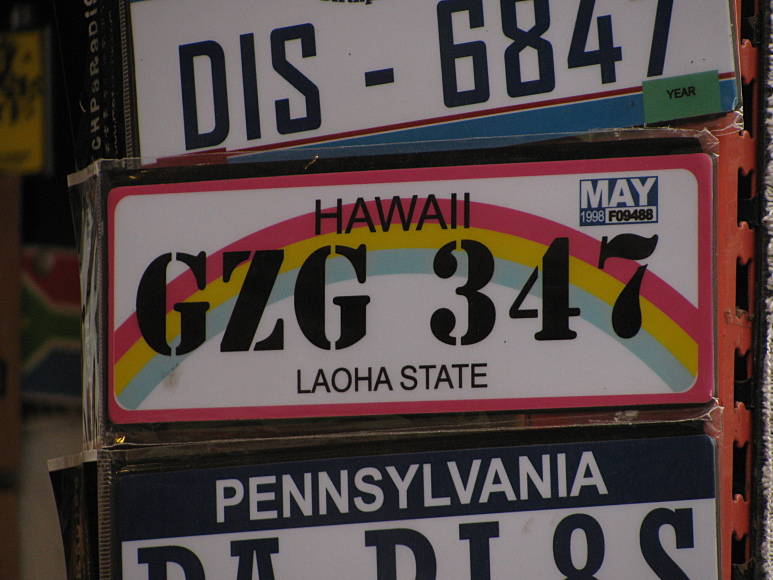 DIS - 6847
YEAR
HAWAII
MAY
1998 F09488
GZG 347
LAOHA STATE
PENNSYLVANIA